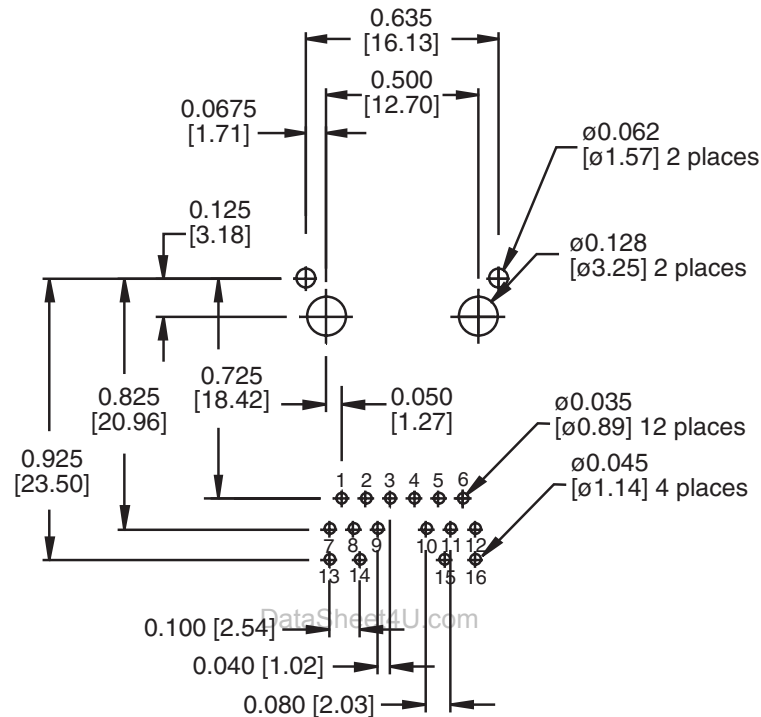 0.635
[16.13]
0.500
[12.70]
0.0675
[1.71]
ø0.062
[ø1.57] 2 places
0.125
[3.18]
ø0.128
[ø3.25] 2 places
0.725
[18.42]
0.825
[20.96]
0.050
[1.27]
0.925
[23.50]
ø0.035
[ø0.89] 12 places
ø0.045
[ø1.14] 4 places
1 2 3 4 5 6
7 8 9 10 11 12
13 14 15 16
DataSheet4U.com
0.100 [2.54]
0.040 [1.02]
0.080 [2.03]